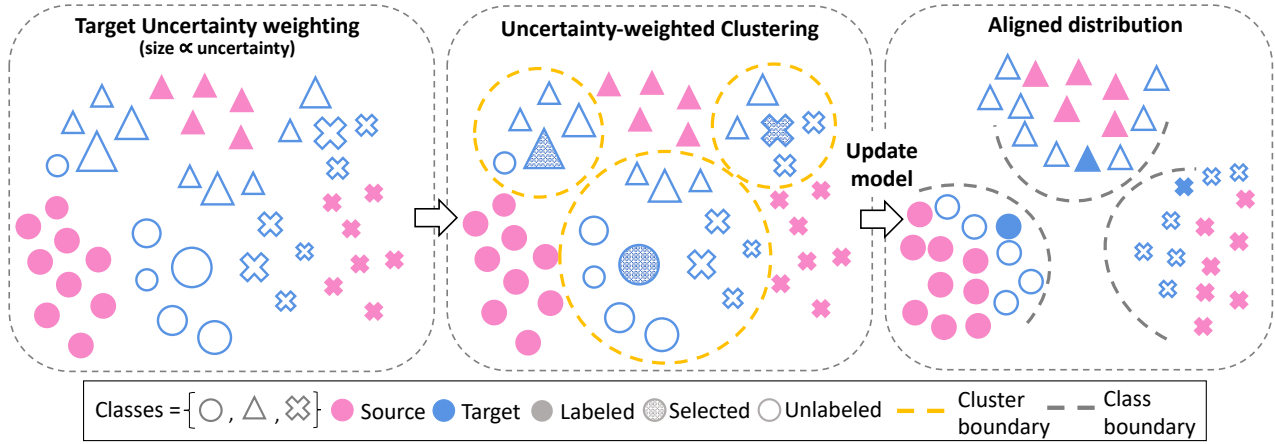 Target Uncertainty weighting
(size ∝ uncertainty)
Uncertainty-weighted Clustering
Aligned distribution
Update
model
Classes = { , , }
Source
Target
Labeled
Selected
Unlabeled
Cluster
boundary
Class
boundary